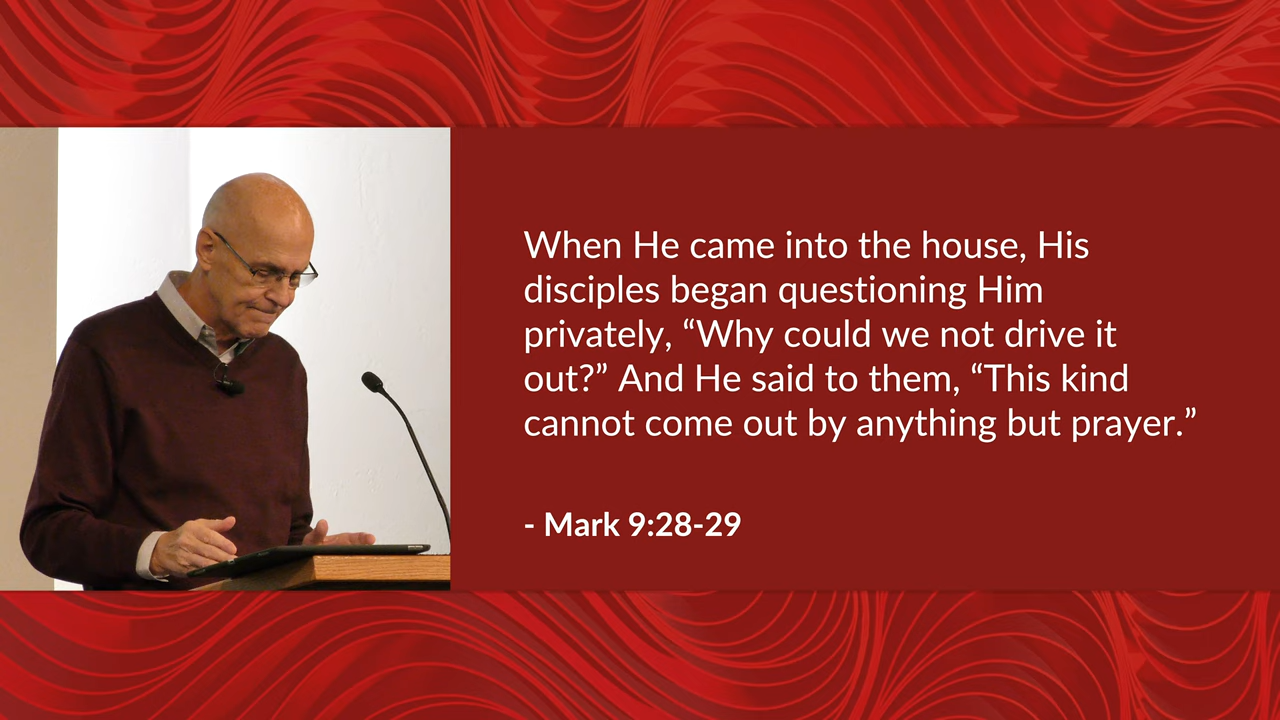 When He came into the house, His
disciples began questioning Him
privately, “Why could we not drive it
out?” And He said to them, “This kind
cannot come out by anything but prayer.”
- Mark 9:28-29